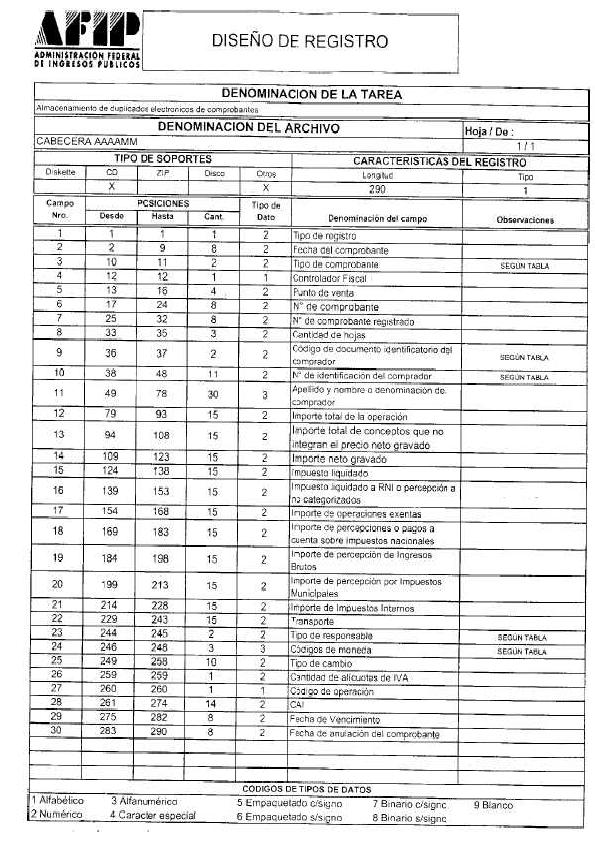 AFIP
ADMINISTRACIÓN FEDERAL
DE INGRESOS PUBLICOS
DISEÑO DE REGISTRO
DENOMINACION DE LA TAREA
Almacenamiento de duplicados electronicos de comprobantes
DENOMINACION DEL ARCHIVO Hoja / De :
CABECERA AAAAMM 1 / 1
TIPO DE SOPORTES CARACTERISTICAS DEL REGISTRO
Diskette CD ZIP Disco Otros Longitud Tipo
X X 290 1
Campo POSICIONES Tipo de
Nro. Desde Hasta Cant. Dato Denominación del campo Observaciones
1 1 1 1 2 Tipo de registro
2 2 9 8 2 Fecha del comprobante
3 10 11 2 2 Tipo de comprobante SEGÚN TABLA
4 12 12 1 1 Controlador Fiscal
5 13 16 4 2 Punto de venta
6 17 24 8 2 N° de comprobante
7 25 32 8 2 N° de comprobante registrado
8 33 35 3 2 Cantidad de hojas
9 36 37 2 2 Código de documento identificatorio del
comprador SEGÚN TABLA
10 38 48 11 2 N° de identificación del comprador SEGÚN TABLA
11 49 78 30 3 Apellido y nombre o denominación de.
comprador
12 79 93 15 2 Importe total de la operación
13 94 108 15 2 Importe total de conceptos que no
integran el precio neto gravado
14 109 123 15 2 Importe neto gravado
15 124 138 15 2 Impuesto liquidado
16 139 153 15 2 Impuesto liquidado a RNI o percepción a
no categorizados
17 154 168 15 2 Importe de operaciones exentas
18 169 183 15 2 Importe de percepciones o pagos a
cuenta sobre impuestos nacionales
19 184 198 15 2 Importe de percepción de Ingresos
Brutos
20 199 213 15 2 Importe de percepción por Impuestos
Municipales
21 214 228 15 2 Importe de Impuestos Internos
22 229 243 15 2 Transporte
23 244 245 2 2 Tipo de responsable SEGÚN TABLA
24 246 248 3 3 Códigos de moneda SEGÚN TABLA
25 249 258 10 2 Tipo de cambio
26 259 259 1 2 Cantidad de alícuotas de IVA
27 260 260 1 1 Código de operación
28 261 274 14 2 CAI
29 275 282 8 2 Fecha de Vencimiento
30 283 290 8 2 Fecha de anulación del comprobante
CODIGOS DE TIPOS DE DATOS
1 Alfabético 3 Alfanumérico 5 Empaquetado c/signo 7 Binario c/signo 9 Blanco
2 Numérico 4 Caracter especial 6 Empaquetado s/signo 8 Binario s/signo